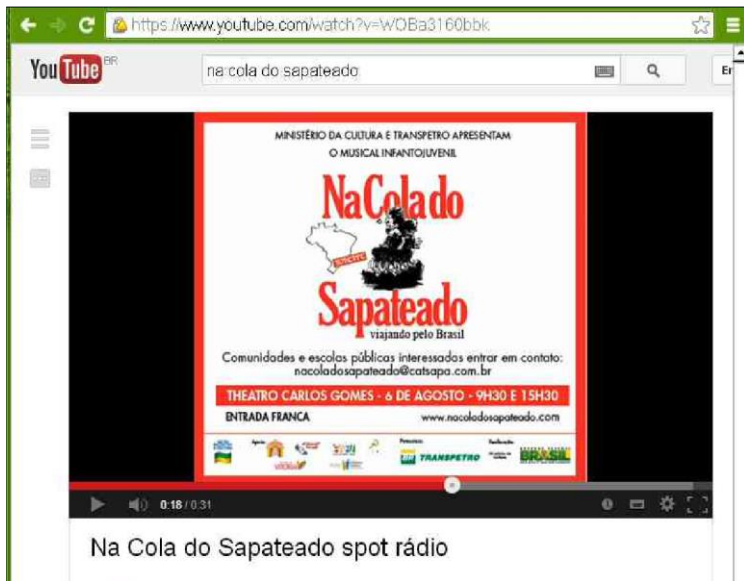 https://www.youtube.com/watch?v=WOBa3160bbk
YouTube BR
na cola do sapateado
MINISTÉRIO DA CULTURA E TRANSPETRO APRESENTAM
O MUSICAL INFANTOJUVENIL
Na Cola do
Sapateado
viajando pelo Brasil
Comunidades e escolas públicas interessadas entrar em contato:
nacoladosapateado@catsapa.com.br
THEATRO CARLOS GOMES - 6 DE AGOSTO - 9H30 E 15H30
ENTRADA FRANCA
www.nacoladosapateado.com
BR TRANSPETRO
BRASIL
0:18 / 0:31
Na Cola do Sapateado spot rádio